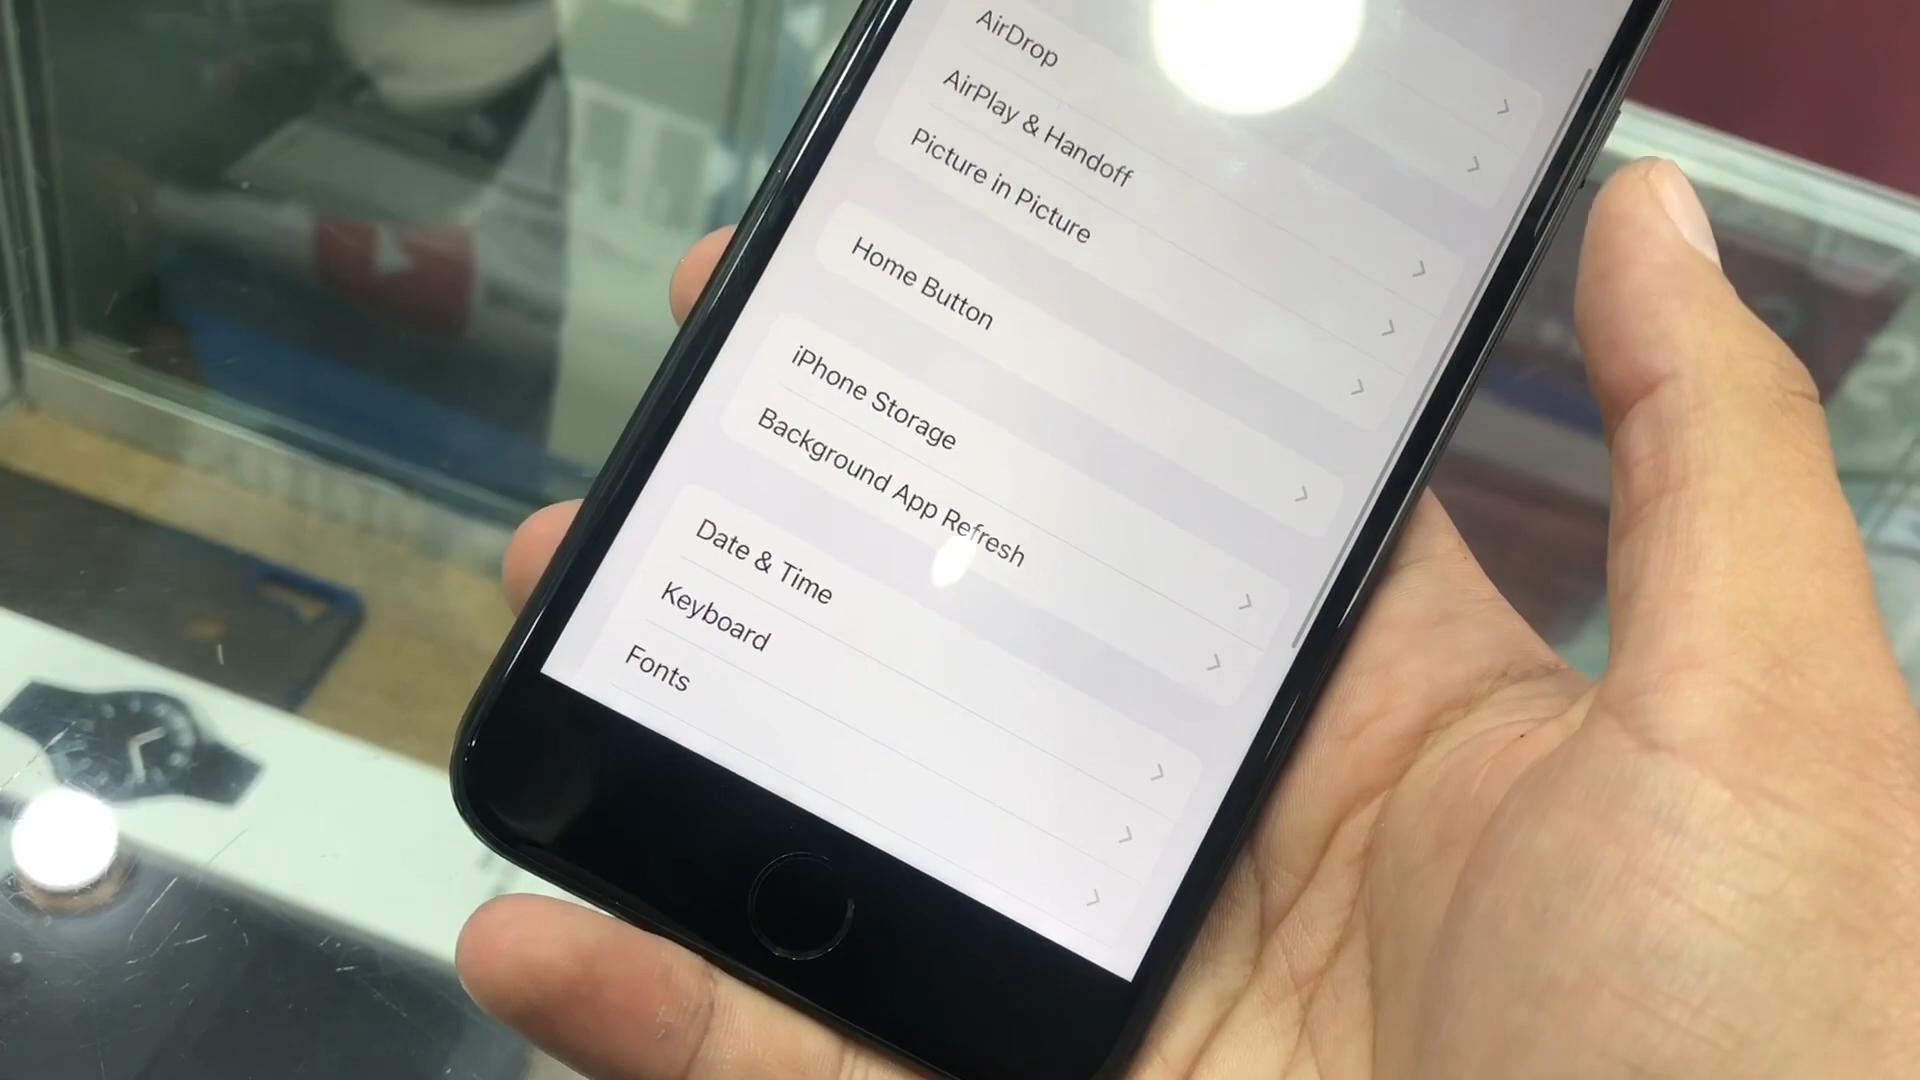 AirDrop
AirPlay & Handoff
Picture in Picture
Home Button
iPhone Storage
Background App Refresh
Date & Time
Keyboard
Fonts